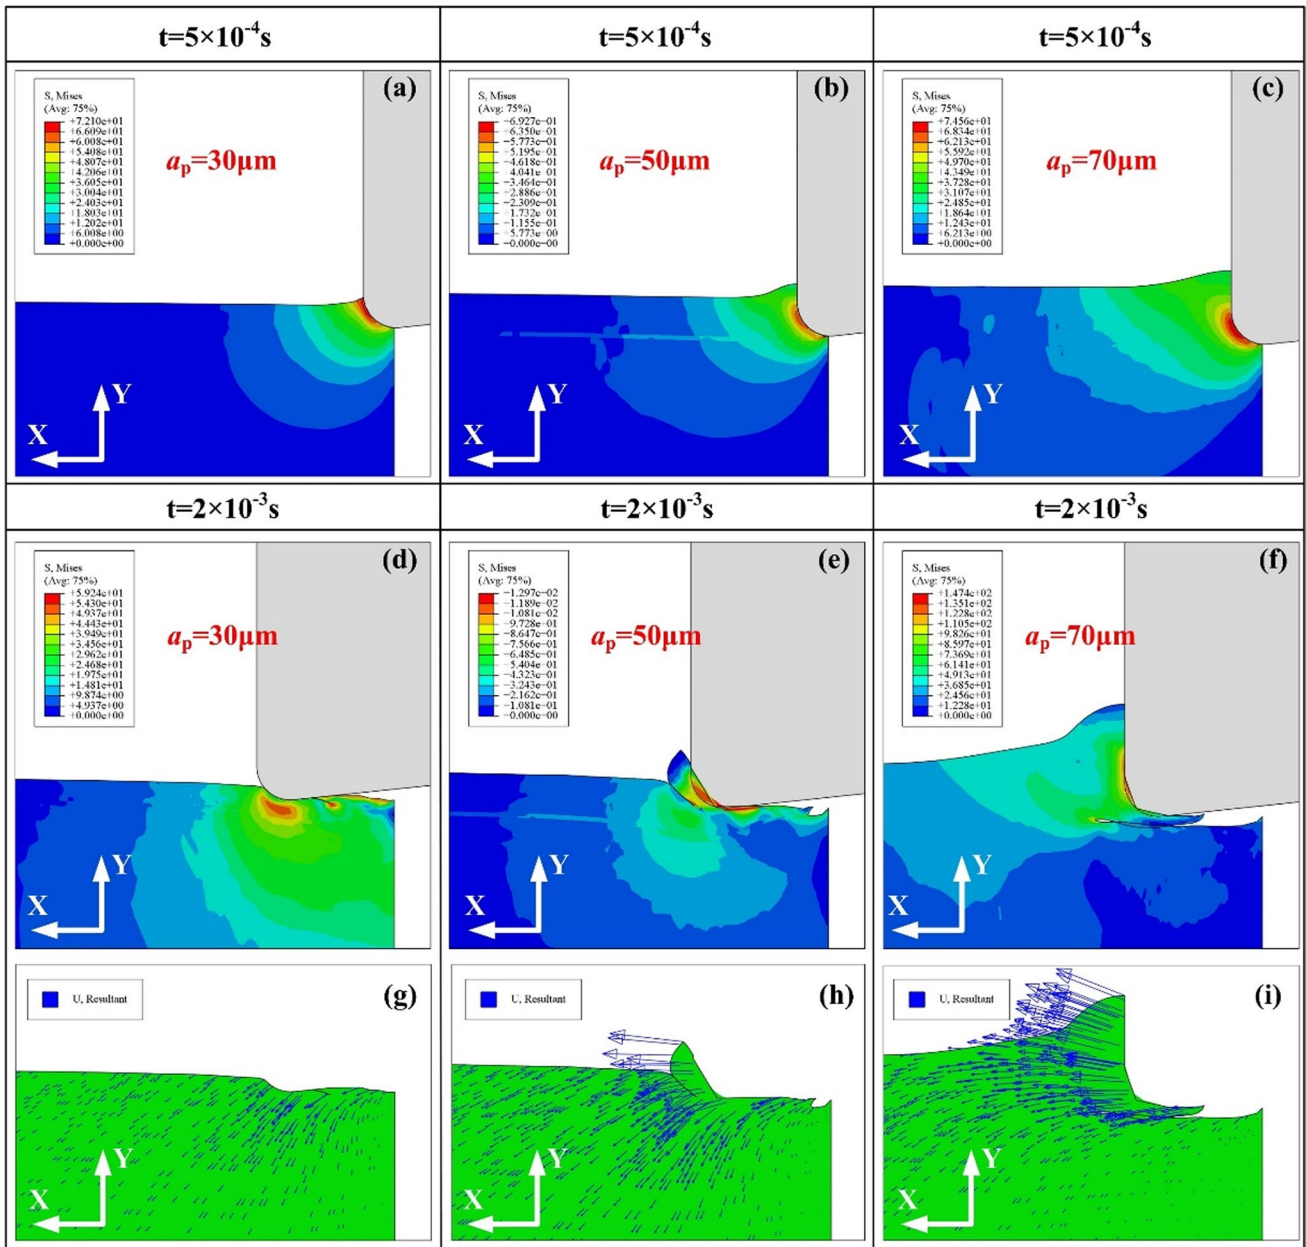 t=5×10⁻⁴s
t=5×10⁻⁴s
t=5×10⁻⁴s
(a)
S, Mises
(Avg: 75%)
+7.210e+01
+6.609e+01
+6.008e+01
+5.408e+01
+4.807e+01
+4.206e+01
+3.605e+01
+3.004e+01
+2.403e+01
+1.803e+01
+1.202e+01
+6.008e+00
+0.000e+00
aₚ=30μm
X
Y
(b)
S, Mises
(Avg: 75%)
−6.927e−01
−6.350e−01
−5.773e−01
−5.195e−01
−4.618e−01
−4.041e−01
−3.464e−01
−2.886e−01
−2.309e−01
−1.732e−01
−1.155e−01
−5.773e−00
−0.000e−00
aₚ=50μm
X
Y
(c)
S, Mises
(Avg: 75%)
+7.456e+01
+6.834e+01
+6.213e+01
+5.592e+01
+4.970e+01
+4.349e+01
+3.728e+01
+3.107e+01
+2.485e+01
+1.864e+01
+1.243e+01
+6.213e+00
+0.000e+00
aₚ=70μm
X
Y
t=2×10⁻³s
t=2×10⁻³s
t=2×10⁻³s
(d)
S, Mises
(Avg: 75%)
+5.924e+01
+5.430e+01
+4.937e+01
+4.443e+01
+3.949e+01
+3.456e+01
+2.962e+01
+2.468e+01
+1.975e+01
+1.481e+01
+9.874e+00
+4.937e+00
+0.000e+00
aₚ=30μm
X
Y
(e)
S, Mises
(Avg: 75%)
−1.297e+02
−1.189e+02
−1.081e+02
−9.728e−01
−8.647e−01
−7.566e−01
−6.485e−01
−5.404e−01
−4.323e−01
−3.243e−01
−2.162e−01
−1.081e−01
−0.000e−00
aₚ=50μm
X
Y
(f)
S, Mises
(Avg: 75%)
+1.474e+02
+1.351e+02
+1.228e+02
+1.105e+02
+9.826e+01
+8.597e+01
+7.369e+01
+6.141e+01
+4.913e+01
+3.685e+01
+2.456e+01
+1.228e+01
+0.000e+00
aₚ=70μm
X
Y
U, Resultant
(g)
X
Y
U, Resultant
(h)
X
Y
U, Resultant
(i)
X
Y